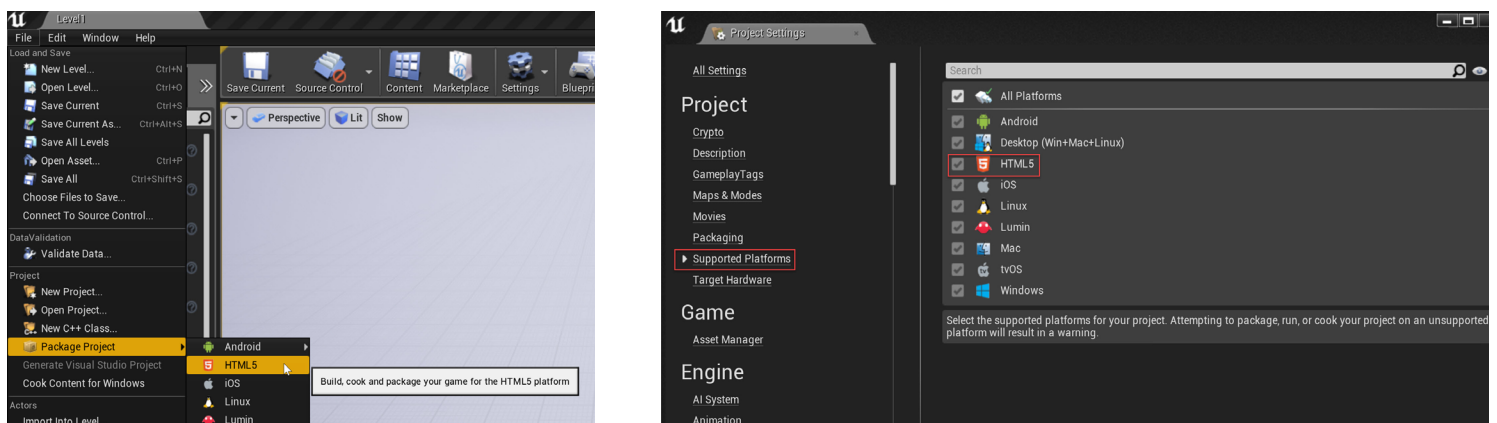 Level1
File Edit Window Help
Load and Save
New Level... Ctrl+N
Open Level... Ctrl+O
Save Current Ctrl+S
Save Current As... Ctrl+Alt+S
Save All Levels
Open Asset... Ctrl+P
Save All Ctrl+Shift+S
Choose Files to Save...
Connect To Source Control...
DataValidation
Validate Data...
Project
New Project...
Open Project...
New C++ Class...
Package Project
Generate Visual Studio Project
Cook Content for Windows
Actors
Import Into Level
Save Current Source Control Content Marketplace Settings Bluepri
Perspective Lit Show
Android
HTML5
iOS
Linux
Lumin
Build, cook and package your game for the HTML5 platform
Project Settings
All Settings
Project
Crypto
Description
GameplayTags
Maps & Modes
Movies
Packaging
Supported Platforms
Target Hardware
Game
Asset Manager
Engine
AI System
Animation
Search
All Platforms
Android
Desktop (Win+Mac+Linux)
HTML5
iOS
Linux
Lumin
Mac
tvOS
Windows
Select the supported platforms for your project. Attempting to package, run, or cook your project on an unsupported
platform will result in a warning.